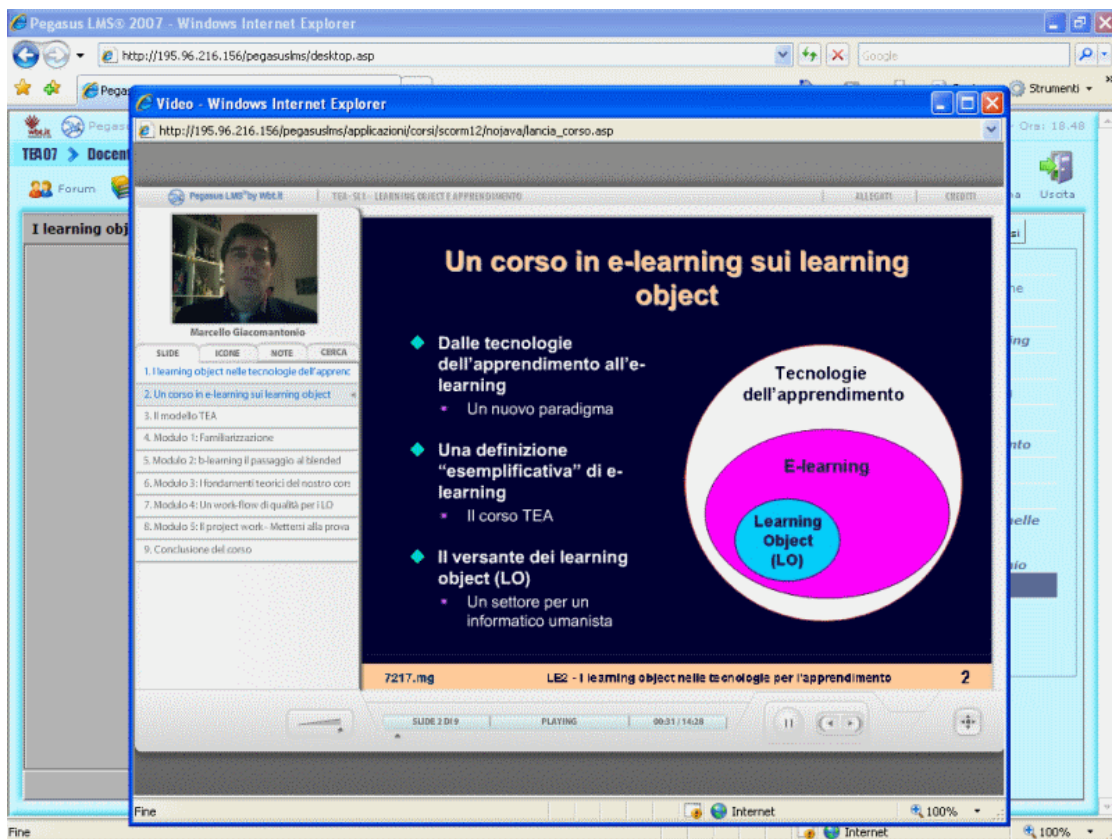 Pegasus LMS® 2007 - Windows Internet Explorer
http://195.96.216.156/pegasuslms/desktop.asp
Google
Strumenti
Video - Windows Internet Explorer
http://195.96.216.156/pegasuslms/applicazioni/corsi/scorm12/nojava/lancia_corso.asp
Ora: 18.48
TEA07
Forum
Uscita
I learning obj
Pegasus LMS® by Wbt.it
TEA-SLI - LEARNING OBJECT E APPRENDIMENTO
ALLEGATI
CREDITI
Marcello Giacomantonio
SLIDE
ICONE
NOTE
CERCA
1. I learning object nelle tecnologie dell'apprenc
2. Un corso in e-learning sui learning object
3. Il modello TEA
4. Modulo 1: Familiarizzazione
5. Modulo 2: b-learning il passaggio al blended
6. Modulo 3: I fondamenti teorici del nostro cors
7. Modulo 4: Un work-flow di qualità per i LO
8. Modulo 5: Il project work - Mettersi alla prova
9. Conclusione del corso
Un corso in e-learning sui learning
object
Dalle tecnologie
dell'apprendimento all'e-
learning
Un nuovo paradigma
Una definizione
“esemplificativa” di e-
learning
Il corso TEA
Il versante dei learning
object (LO)
Un settore per un
informatico umanista
Tecnologie
dell'apprendimento
E-learning
Learning
Object
(LO)
7217.mg
LE2 - I learning object nelle tecnologie per l'apprendimento
2
SLIDE 2 DI 9
PLAYING
00:31 / 14:28
Fine
Internet
100%
Fine
Internet
100%